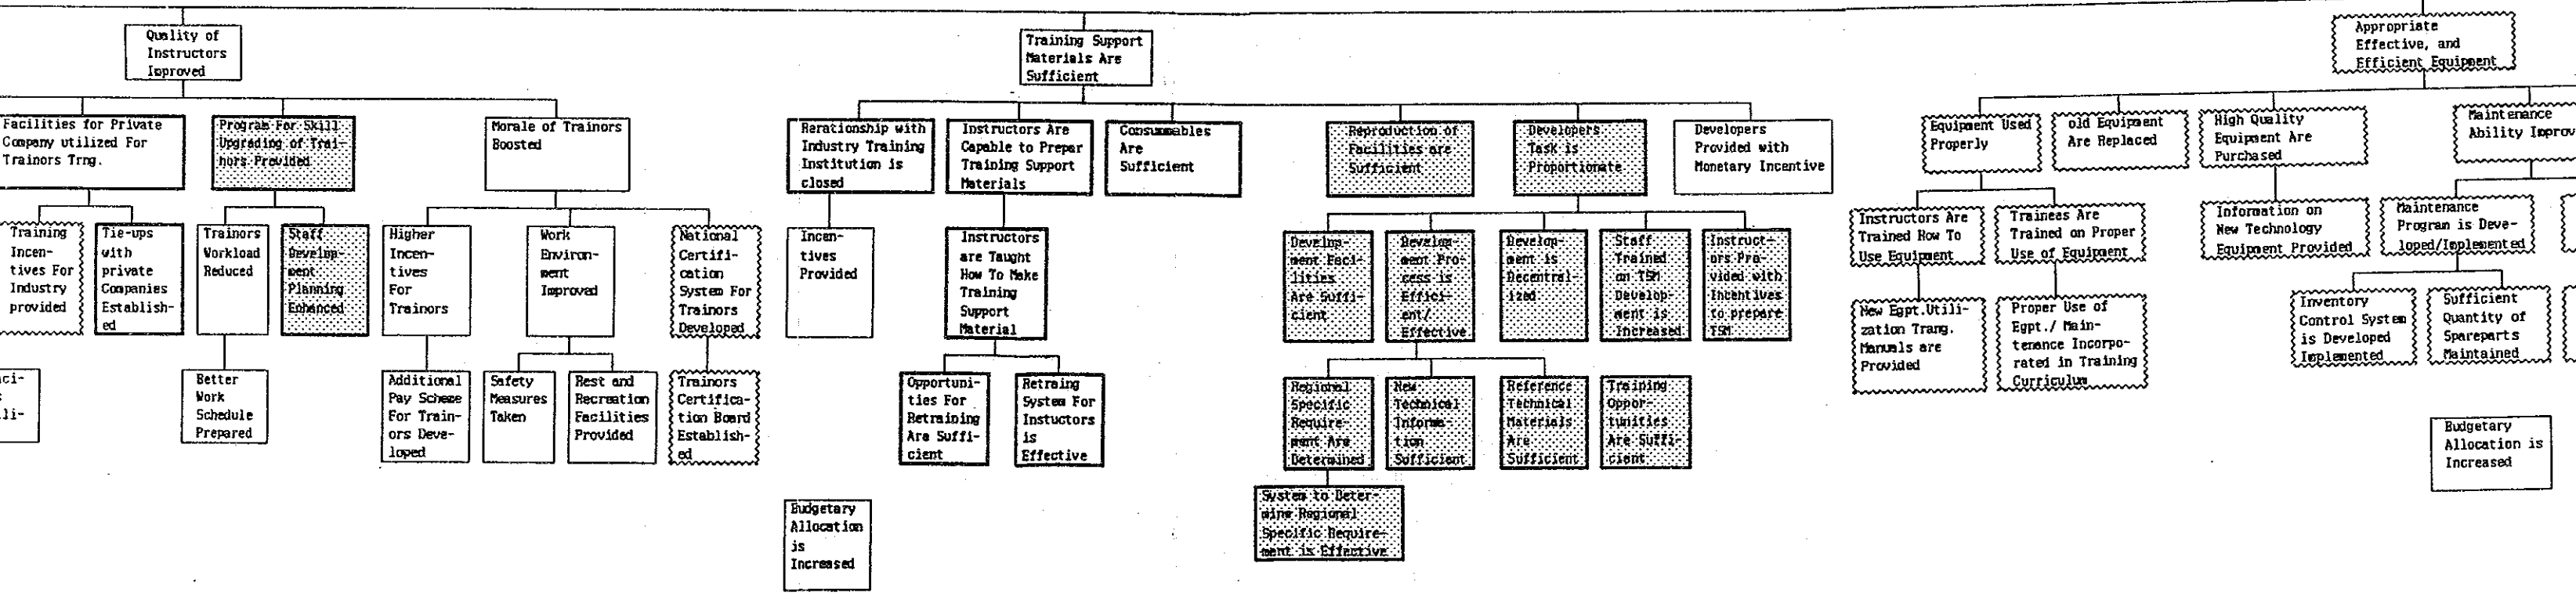 Quality of
Instructors
Improved
Training Support
Materials Are
Sufficient
Appropriate
Effective, and
Efficient Equipment
Facilities for Private
Company utilized For
Trainors Trng.
Program For Skill
Upgrading of Trai-
nors Provided
Morale of Trainors
Boosted
Rerationship with
Industry Training
Institution is
closed
Instructors Are
Capable to Prepar
Training Support
Materials
Consummables
Are
Sufficient
Reproduction of
Facilities are
Sufficient
Developers
Task is
Proportionate
Developers
Provided with
Monetary Incentive
Equipment Used
Properly
old Equipment
Are Replaced
High Quality
Equipment Are
Purchased
Maintenance
Ability Improv
Training
Incen-
tives For
Industry
provided
Tie-ups
with
private
Companies
Establish-
ed
Trainors
Workload
Reduced
Staff
Develop-
ment
Planning
Enhanced
Higher
Incen-
tives
For
Trainors
Work
Environ-
ment
Improved
National
Certifi-
cation
System For
Trainors
Developed
Incen-
tives
Provided
Instructors
are Taught
How To Make
Training
Support
Material
Develop-
ment Faci-
lities
Are Suffi-
cient
Develop-
ment Pro-
cess is
Effici-
ent/
Effective
Develop-
ment is
Decentral-
ized
Staff
Trained
on TSM
Develop-
ment is
Increased
Instruct-
ors Pro-
vided with
Incentives
to prepare
TSM
Instructors Are
Trained How To
Use Equipment
Traineas Are
Trained on Proper
Use of Equipment
Information on
New Technology
Equipment Provided
Maintenance
Program is Deve-
loped/Implemented
ci-
s
li-
Better
Work
Schedule
Prepared
Additional
Pay Scheme
For Train-
ors Deve-
loped
Safety
Measures
Taken
Rest and
Recreation
Facilities
Provided
Trainors
Certifica-
tion Board
Establish-
ed
Opportuni-
ties For
Retraining
Are Suffi-
cient
Retraing
System For
Instuctors
is
Effective
Regional
Specific
Require-
ment Are
Determined
New
Technical
Informa-
tion
Sufficient
Reference
Technical
Materials
Are
Sufficient
Training
Oppor-
tunities
Are Suffi-
cient
New Egpt.Utili-
zation Trang.
Manuals are
Provided
Proper Use of
Egpt./ Main-
tenance Incorpo-
rated in Training
Curriculum
Inventory
Control System
is Developed
Implemented
Sufficient
Quantity of
Spareparts
Maintained
Budgetary
Allocation
is
Increased
System to Deter-
mine Regional
Specific Require-
ment is Effective
Budgetary
Allocation is
Increased